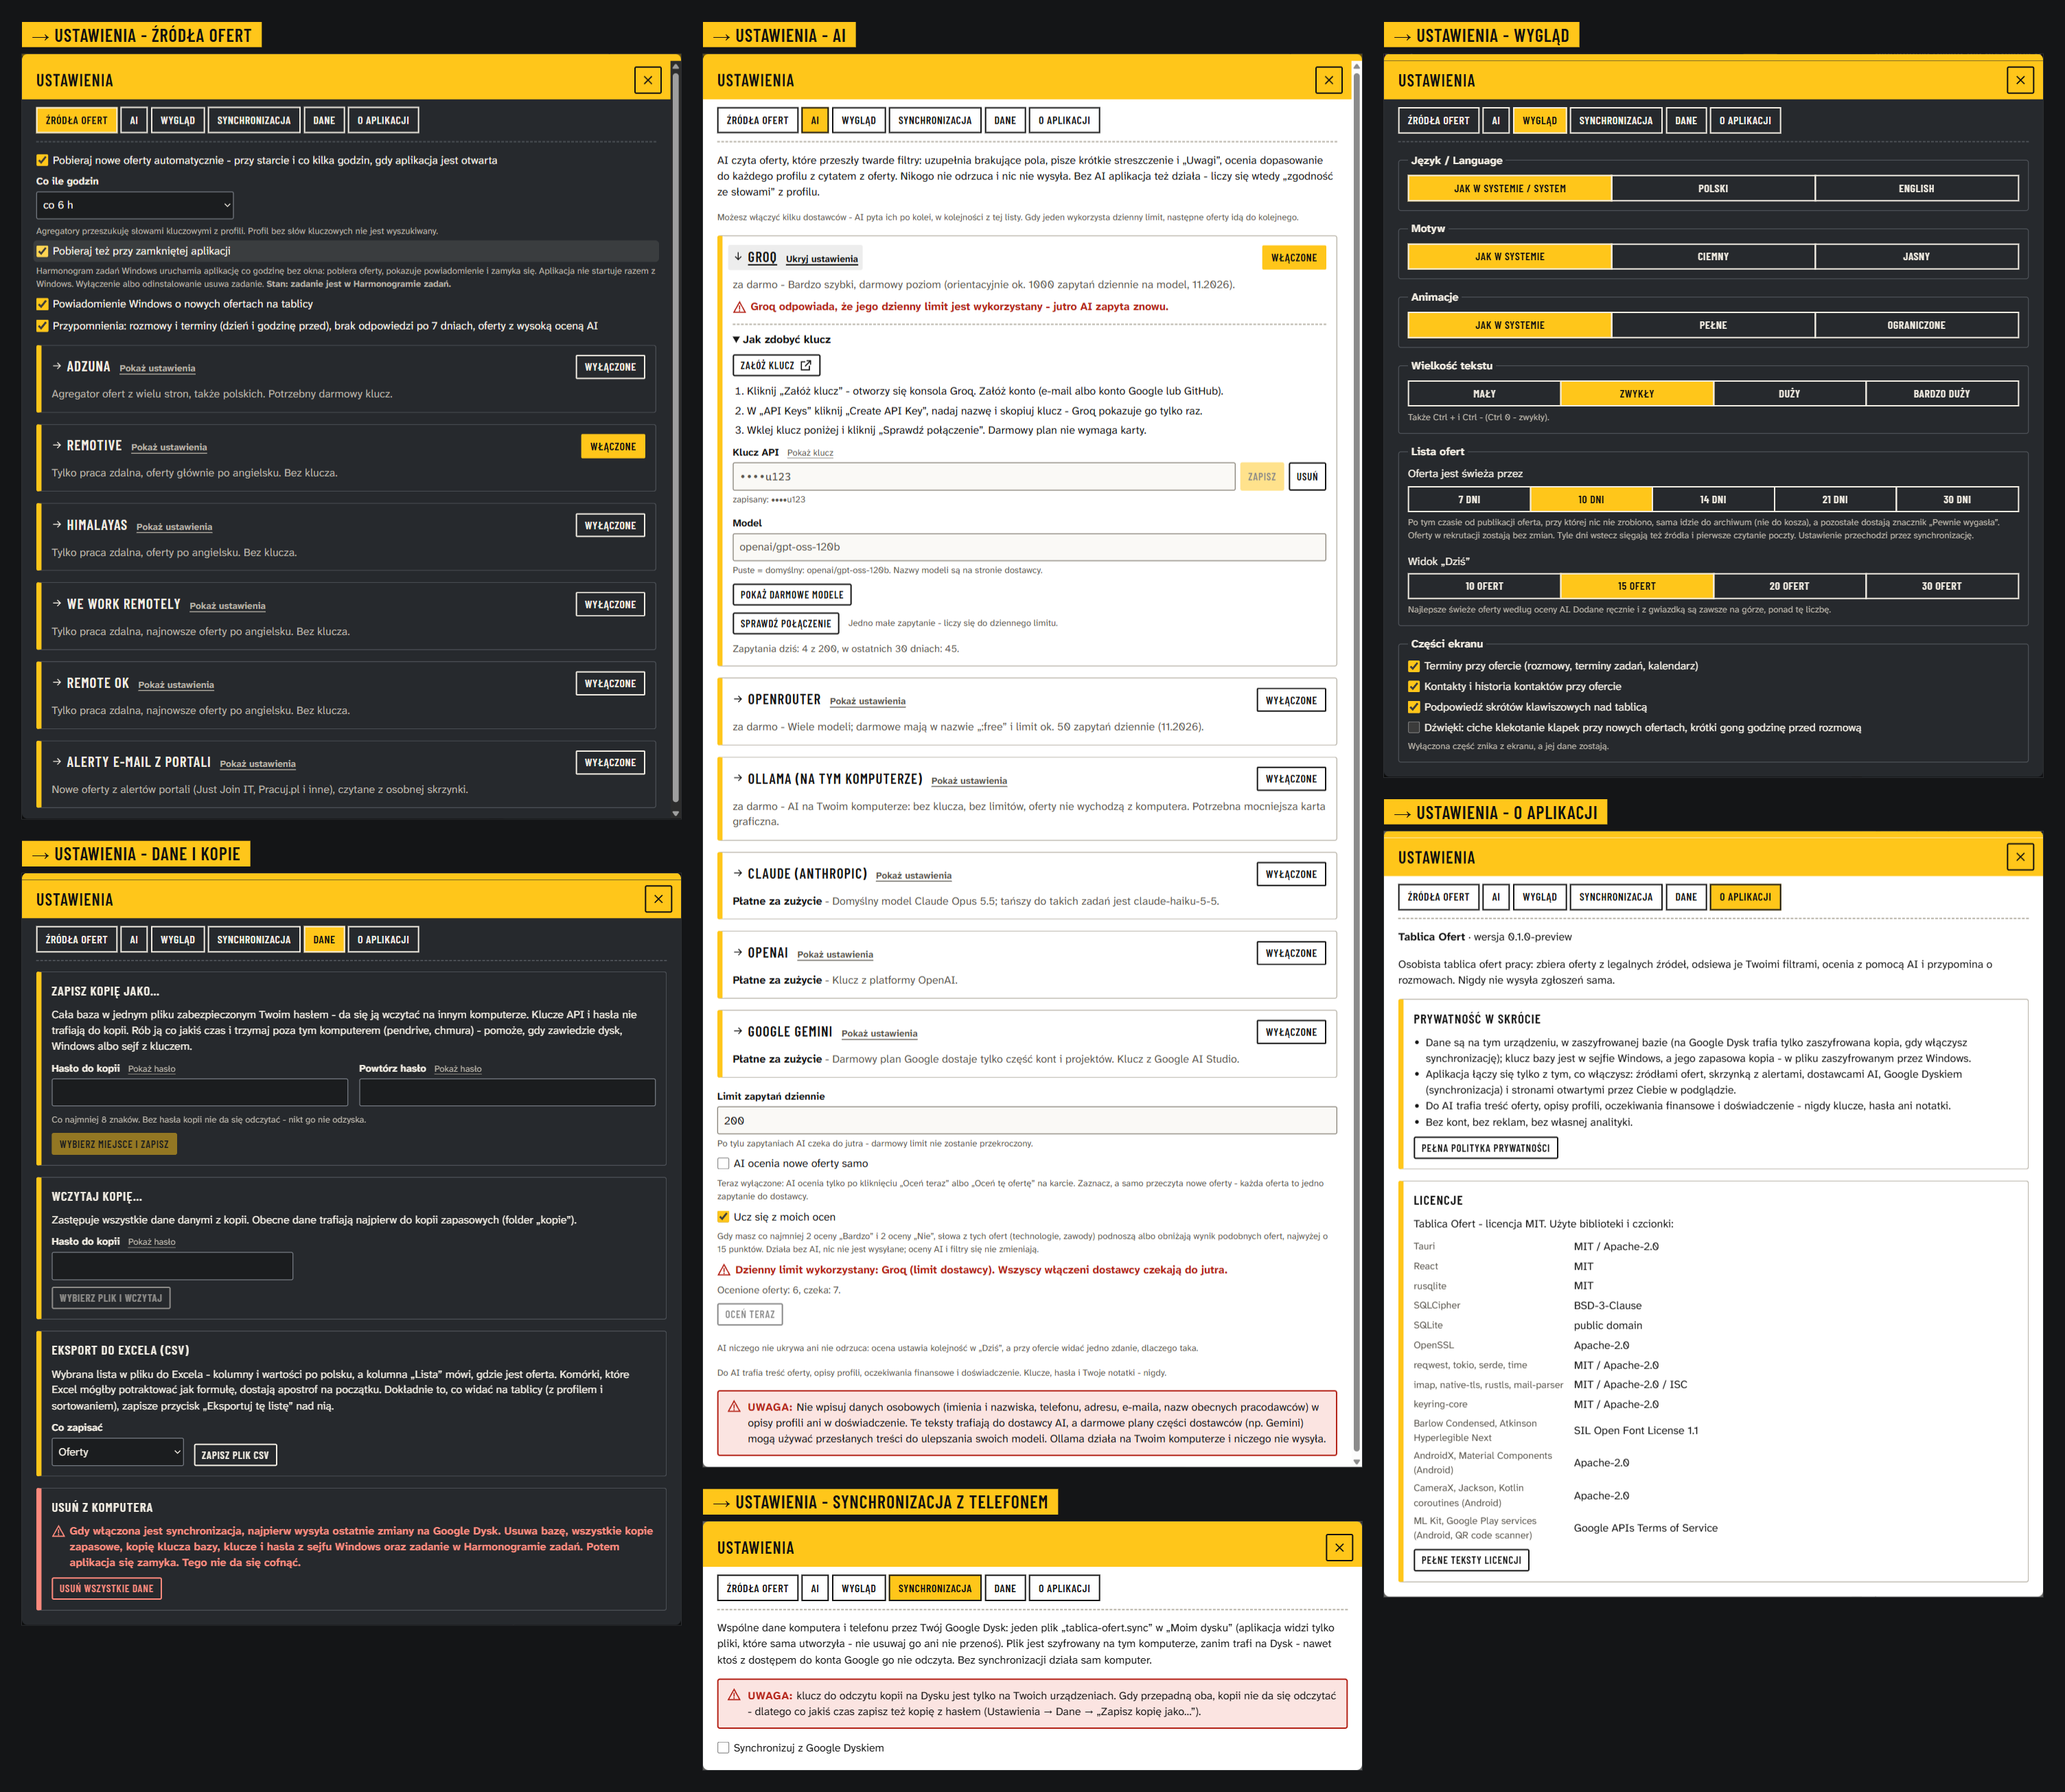 → USTAWIENIA - ŹRÓDŁA OFERT
USTAWIENIA
ŹRÓDŁA OFERT AI WYGLĄD SYNCHRONIZACJA DANE O APLIKACJI
Pobieraj nowe oferty automatycznie - przy starcie i co kilka godzin, gdy aplikacja jest otwarta
Co ile godzin
co 6 h
Agregatory przeszukuję słowami kluczowymi z profili. Profil bez słów kluczowych nie jest wyszukiwany.
Pobieraj też przy zamkniętej aplikacji
Harmonogram zadań Windows uruchamia aplikację co godzinę bez okna: pobiera oferty, pokazuje powiadomienie i zamyka się. Aplikacja nie startuje razem z
Windows. Wyłączenie albo odinstalowanie usuwa zadanie. Stan: zadanie jest w Harmonogramie zadań.
Powiadomienie Windows o nowych ofertach na tablicy
Przypomnienia: rozmowy i terminy (dzień i godzinę przed), brak odpowiedzi po 7 dniach, oferty z wysoką oceną AI
→ ADZUNA Pokaż ustawienia WYŁĄCZONE
Agregator ofert z wielu stron, także polskich. Potrzebny darmowy klucz.
→ REMOTIVE Pokaż ustawienia WŁĄCZONE
Tylko praca zdalna, oferty głównie po angielsku. Bez klucza.
→ HIMALAYAS Pokaż ustawienia WYŁĄCZONE
Tylko praca zdalna, oferty po angielsku. Bez klucza.
→ WE WORK REMOTELY Pokaż ustawienia WYŁĄCZONE
Tylko praca zdalna, najnowsze oferty po angielsku. Bez klucza.
→ REMOTE OK Pokaż ustawienia WYŁĄCZONE
Tylko praca zdalna, najnowsze oferty po angielsku. Bez klucza.
→ ALERTY E-MAIL Z PORTALI Pokaż ustawienia WYŁĄCZONE
Nowe oferty z alertów portali (Just Join IT, Pracuj.pl i inne), czytane z osobnej skrzynki.
→ USTAWIENIA - DANE I KOPIE
USTAWIENIA
ŹRÓDŁA OFERT AI WYGLĄD SYNCHRONIZACJA DANE O APLIKACJI
ZAPISZ KOPIĘ JAKO...
Cała baza w jednym pliku zabezpieczonym Twoim hasłem - da się ją wczytać na innym komputerze. Klucze API i hasła nie
trafiają do kopii. Rób ją co jakiś czas i trzymaj poza tym komputerem (pendrive, chmura) - pomoże, gdy zawiedzie dysk,
Windows albo sejf z kluczem.
Hasło do kopii Pokaż hasło Powtórz hasło Pokaż hasło
Co najmniej 8 znaków. Bez hasła kopii nie da się odczytać - nikt go nie odzyska.
WYBIERZ MIEJSCE I ZAPISZ
WCZYTAJ KOPIĘ...
Zastępuje wszystkie dane danymi z kopii. Obecne dane trafiają najpierw do kopii zapasowych (folder „kopie”).
Hasło do kopii Pokaż hasło
WYBIERZ PLIK I WCZYTAJ
EKSPORT DO EXCELA (CSV)
Wybrana lista w pliku do Excela - kolumny i wartości po polsku, a kolumna „Lista” mówi, gdzie jest oferta. Komórki, które
Excel mógłby potraktować jak formułę, dostają apostrof na początku. Dokładnie to, co widać na tablicy (z profilem i
sortowaniem), zapisze przycisk „Eksportuj tę listę” nad nią.
Co zapisać
Oferty ZAPISZ PLIK CSV
USUŃ Z KOMPUTERA
Gdy włączona jest synchronizacja, najpierw wysyła ostatnie zmiany na Google Dysk. Usuwa bazę, wszystkie kopie
zapasowe, kopię klucza bazy, klucze i hasła z sejfu Windows oraz zadanie w Harmonogramie zadań. Potem
aplikacja się zamyka. Tego nie da się cofnąć.
USUŃ WSZYSTKIE DANE
→ USTAWIENIA - AI
USTAWIENIA
ŹRÓDŁA OFERT AI WYGLĄD SYNCHRONIZACJA DANE O APLIKACJI
AI czyta oferty, które przeszły twarde filtry: uzupełnia brakujące pola, pisze krótkie streszczenie i „Uwagi”, ocenia dopasowanie
do każdego profilu z cytatem z oferty. Nikogo nie odrzuca i nic nie wysyła. Bez AI aplikacja też działa - liczy się wtedy „zgodność
ze słowami” z profilu.
Możesz włączyć kilku dostawców - AI pyta ich po kolei, w kolejności z tej listy. Gdy jeden wykorzysta dzienny limit, następne oferty idą do kolejnego.
↓ GROQ Ukryj ustawienia WŁĄCZONE
za darmo - Bardzo szybki, darmowy poziom (orientacyjnie ok. 1000 zapytań dziennie na model, 11.2026).
Groq odpowiada, że jego dzienny limit jest wykorzystany - jutro AI zapyta znowu.
▼ Jak zdobyć klucz
ZAŁÓŻ KLUCZ
1. Kliknij „Załóż klucz” - otworzy się konsola Groq. Załóż konto (e-mail albo konto Google lub GitHub).
2. W „API Keys” kliknij „Create API Key”, nadaj nazwę i skopiuj klucz - Groq pokazuje go tylko raz.
3. Wklej klucz poniżej i kliknij „Sprawdź połączenie”. Darmowy plan nie wymaga karty.
Klucz API Pokaż klucz
••••u123 ZAPISZ USUŃ
zapisany: ••••u123
Model
openai/gpt-oss-120b
Puste = domyślny: openai/gpt-oss-120b. Nazwy modeli są na stronie dostawcy.
POKAŻ DARMOWE MODELE
SPRAWDŹ POŁĄCZENIE Jedno małe zapytanie - liczy się do dziennego limitu.
Zapytania dziś: 4 z 200, w ostatnich 30 dniach: 45.
→ OPENROUTER Pokaż ustawienia WYŁĄCZONE
za darmo - Wiele modeli; darmowe mają w nazwie „:free” i limit ok. 50 zapytań dziennie (11.2026).
→ OLLAMA (NA TYM KOMPUTERZE) Pokaż ustawienia WYŁĄCZONE
za darmo - AI na Twoim komputerze: bez klucza, bez limitów, oferty nie wychodzą z komputera. Potrzebna mocniejsza karta
graficzna.
→ CLAUDE (ANTHROPIC) Pokaż ustawienia WYŁĄCZONE
Płatne za zużycie - Domyślny model Claude Opus 5.5; tańszy do takich zadań jest claude-haiku-5-5.
→ OPENAI Pokaż ustawienia WYŁĄCZONE
Płatne za zużycie - Klucz z platformy OpenAI.
→ GOOGLE GEMINI Pokaż ustawienia WYŁĄCZONE
Płatne za zużycie - Darmowy plan Google dostaje tylko część kont i projektów. Klucz z Google AI Studio.
Limit zapytań dziennie
200
Po tylu zapytaniach AI czeka do jutra - darmowy limit nie zostanie przekroczony.
AI ocenia nowe oferty samo
Teraz wyłączone: AI ocenia tylko po kliknięciu „Oceń teraz” albo „Oceń tę ofertę” na karcie. Zaznacz, a samo przeczyta nowe oferty - każda oferta to jedno
zapytanie do dostawcy.
Ucz się z moich ocen
Gdy masz co najmniej 2 oceny „Bardzo” i 2 oceny „Nie”, słowa z tych ofert (technologie, zawody) podnoszą albo obniżają wynik podobnych ofert, najwyżej o
15 punktów. Działa bez AI, nic nie jest wysyłane; oceny AI i filtry się nie zmieniają.
Dzienny limit wykorzystany: Groq (limit dostawcy). Wszyscy włączeni dostawcy czekają do jutra.
Ocenione oferty: 6, czeka: 7.
OCEŃ TERAZ
AI niczego nie ukrywa ani nie odrzuca: ocena ustawia kolejność w „Dziś”, a przy ofercie widać jedno zdanie, dlaczego taka.
Do AI trafia treść oferty, opisy profili, oczekiwania finansowe i doświadczenie. Klucze, hasła i Twoje notatki - nigdy.
UWAGA: Nie wpisuj danych osobowych (imienia i nazwiska, telefonu, adresu, e-maila, nazw obecnych pracodawców) w
opisy profili ani w doświadczenie. Te teksty trafiają do dostawcy AI, a darmowe plany części dostawców (np. Gemini)
mogą używać przesłanych treści do ulepszania swoich modeli. Ollama działa na Twoim komputerze i niczego nie wysyła.
→ USTAWIENIA - SYNCHRONIZACJA Z TELEFONEM
USTAWIENIA
ŹRÓDŁA OFERT AI WYGLĄD SYNCHRONIZACJA DANE O APLIKACJI
Wspólne dane komputera i telefonu przez Twój Google Dysk: jeden plik „tablica-ofert.sync” w „Moim dysku” (aplikacja widzi tylko
pliki, które sama utworzyła - nie usuwaj go ani nie przenoś). Plik jest szyfrowany na tym komputerze, zanim trafi na Dysk - nawet
ktoś z dostępem do konta Google go nie odczyta. Bez synchronizacji działa sam komputer.
UWAGA: klucz do odczytu kopii na Dysku jest tylko na Twoich urządzeniach. Gdy przepadną oba, kopii nie da się odczytać
- dlatego co jakiś czas zapisz też kopię z hasłem (Ustawienia → Dane → „Zapisz kopię jako...”).
Synchronizuj z Google Dyskiem
→ USTAWIENIA - WYGLĄD
USTAWIENIA
ŹRÓDŁA OFERT AI WYGLĄD SYNCHRONIZACJA DANE O APLIKACJI
Język / Language
JAK W SYSTEMIE / SYSTEM POLSKI ENGLISH
Motyw
JAK W SYSTEMIE CIEMNY JASNY
Animacje
JAK W SYSTEMIE PEŁNE OGRANICZONE
Wielkość tekstu
MAŁY ZWYKŁY DUŻY BARDZO DUŻY
Także Ctrl + i Ctrl - (Ctrl 0 - zwykły).
Lista ofert
Oferta jest świeża przez
7 DNI 10 DNI 14 DNI 21 DNI 30 DNI
Po tym czasie od publikacji oferta, przy której nic nie zrobiono, sama idzie do archiwum (nie do kosza), a pozostałe dostają znacznik „Pewnie wygasła”.
Oferty w rekrutacji zostają bez zmian. Tyle dni wstecz sięgają też źródła i pierwsze czytanie poczty. Ustawienie przechodzi przez synchronizację.
Widok „Dziś”
10 OFERT 15 OFERT 20 OFERT 30 OFERT
Najlepsze świeże oferty według oceny AI. Dodane ręcznie i z gwiazdką są zawsze na górze, ponad tę liczbę.
Części ekranu
Terminy przy ofercie (rozmowy, terminy zadań, kalendarz)
Kontakty i historia kontaktów przy ofercie
Podpowiedź skrótów klawiszowych nad tablicą
Dźwięki: ciche klekotanie klapek przy nowych ofertach, krótki gong godzinę przed rozmową
Wyłączona część znika z ekranu, a jej dane zostają.
→ USTAWIENIA - O APLIKACJI
USTAWIENIA
ŹRÓDŁA OFERT AI WYGLĄD SYNCHRONIZACJA DANE O APLIKACJI
Tablica Ofert · wersja 0.1.0-preview
Osobista tablica ofert pracy: zbiera oferty z legalnych źródeł, odsiewa je Twoimi filtrami, ocenia z pomocą AI i przypomina o
rozmowach. Nigdy nie wysyła zgłoszeń sama.
PRYWATNOŚĆ W SKRÓCIE
• Dane są na tym urządzeniu, w zaszyfrowanej bazie (na Google Dysk trafia tylko zaszyfrowana kopia, gdy włączysz
synchronizację); klucz bazy jest w sejfie Windows, a jego zapasowa kopia - w pliku zaszyfrowanym przez Windows.
• Aplikacja łączy się tylko z tym, co włączysz: źródłami ofert, skrzynką z alertami, dostawcami AI, Google Dyskiem
(synchronizacja) i stronami otwartymi przez Ciebie w podglądzie.
• Do AI trafia treść oferty, opisy profili, oczekiwania finansowe i doświadczenie - nigdy klucze, hasła ani notatki.
• Bez kont, bez reklam, bez własnej analityki.
PEŁNA POLITYKA PRYWATNOŚCI
LICENCJE
Tablica Ofert - licencja MIT. Użyte biblioteki i czcionki:
Tauri MIT / Apache-2.0
React MIT
rusqlite MIT
SQLCipher BSD-3-Clause
SQLite public domain
OpenSSL Apache-2.0
reqwest, tokio, serde, time MIT / Apache-2.0
imap, native-tls, rustls, mail-parser MIT / Apache-2.0 / ISC
keyring-core MIT / Apache-2.0
Barlow Condensed, Atkinson
Hyperlegible Next SIL Open Font License 1.1
AndroidX, Material Components
(Android) Apache-2.0
CameraX, Jackson, Kotlin
coroutines (Android) Apache-2.0
ML Kit, Google Play services
(Android, QR code scanner) Google APIs Terms of Service
PEŁNE TEKSTY LICENCJI